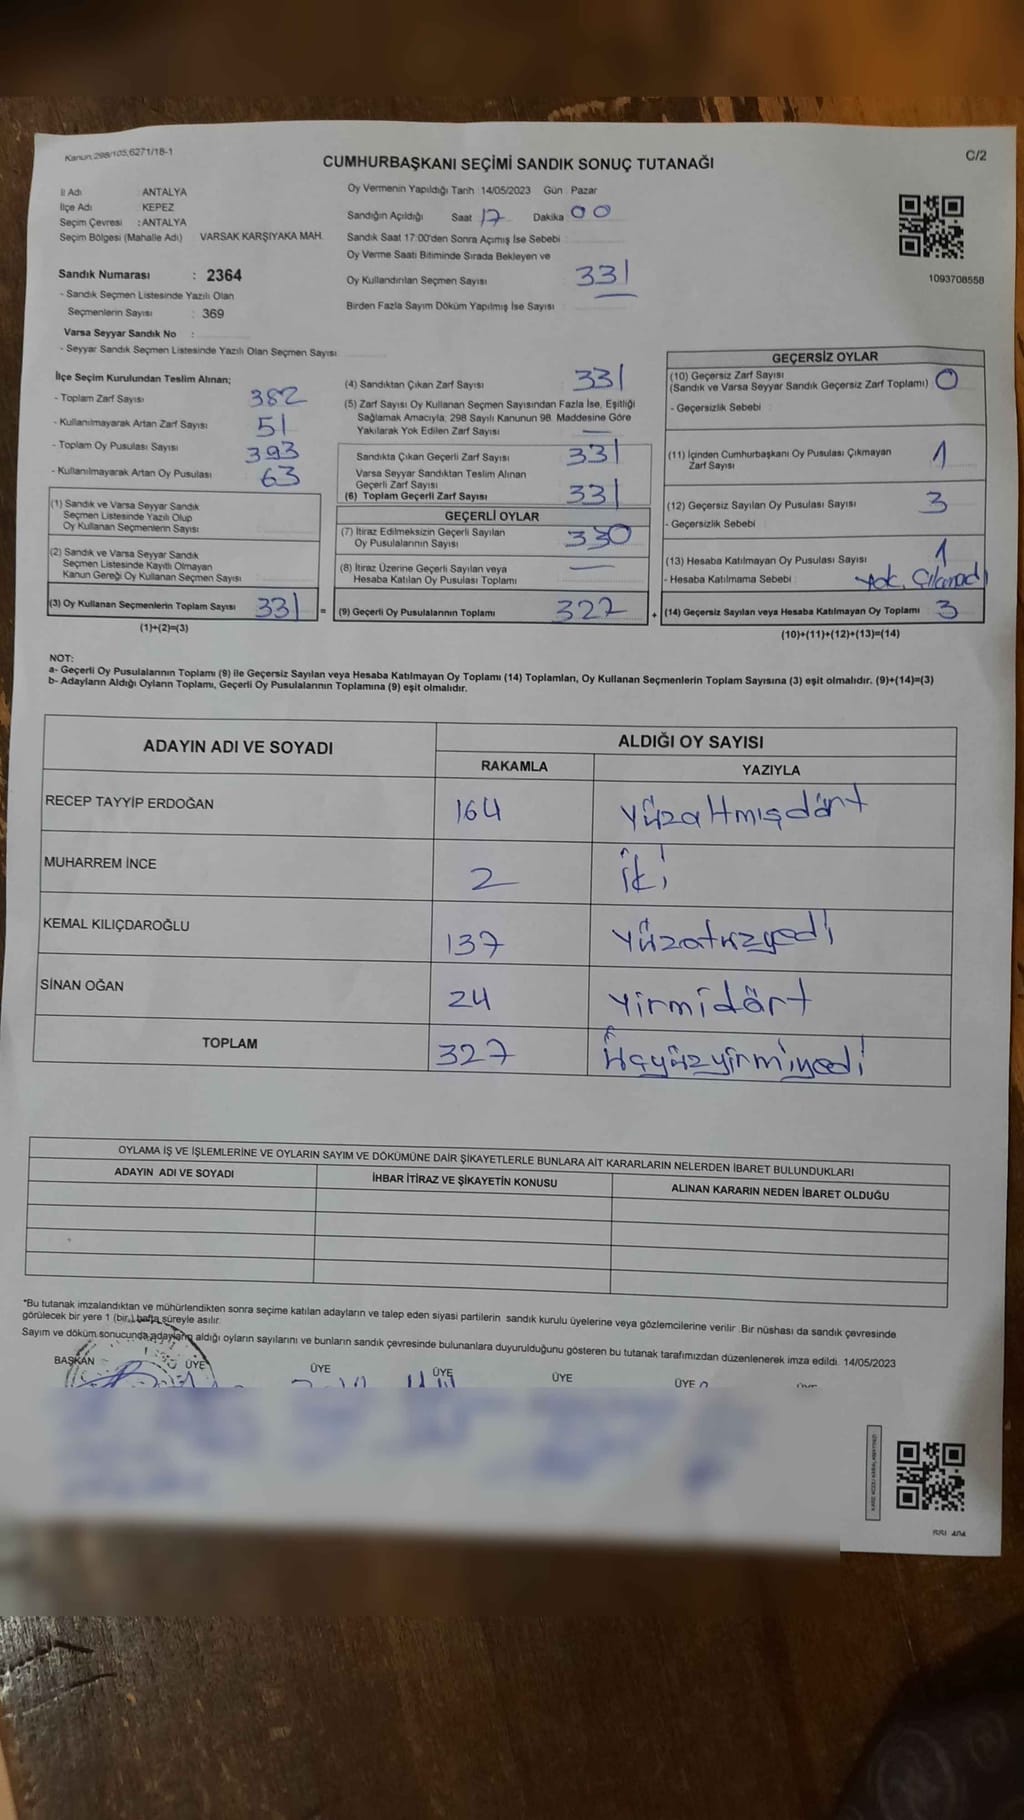 Kanun:298/105,6271/18-1
C/2
CUMHURBAŞKANI SEÇİMİ SANDIK SONUÇ TUTANAĞI
İl Adı : ANTALYA
İlçe Adı : KEPEZ
Seçim Çevresi : ANTALYA
Seçim Bölgesi (Mahalle Adı) VARSAK KARŞIYAKA MAH.
Oy Vermenin Yapıldığı Tarih 14/05/2023 Gün Pazar
Sandığın Açıldığı Saat 17 Dakika 00
Sandık Saat 17:00'den Sonra Açımış İse Sebebi
Oy Verme Saati Bitiminde Sırada Bekleyen ve
Oy Kullandırılan Seçmen Sayısı 331
Birden Fazla Sayım Döküm Yapılmış İse Sayısı
1093708558
Sandık Numarası : 2364
- Sandık Seçmen Listesinde Yazılı Olan
Seçmenlerin Sayısı : 369
Varsa Seyyar Sandık No :
- Seyyar Sandık Seçmen Listesinde Yazılı Olan Seçmen Sayısı
İlçe Seçim Kurulundan Teslim Alınan;
- Toplam Zarf Sayısı 382
- Kullanılmayarak Artan Zarf Sayısı 51
- Toplam Oy Pusulası Sayısı 393
- Kullanılmayarak Artan Oy Pusulası 63
(1) Sandık ve Varsa Seyyar Sandık
Seçmen Listesinde Yazılı Olup
Oy Kullanan Seçmenlerin Sayısı
(2) Sandık ve Varsa Seyyar Sandık
Seçmen Listesinde Kayıtlı Olmayan
Kanun Gereği Oy Kullanan Seçmen Sayısı
(3) Oy Kullanan Seçmenlerin Toplam Sayısı 331 =
(1)+(2)=(3)
(4) Sandıktan Çıkan Zarf Sayısı 331
(5) Zarf Sayısı Oy Kullanan Seçmen Sayısından Fazla İse, Eşitliği
Sağlamak Amacıyla, 298 Sayılı Kanunun 98. Maddesine Göre
Yakılarak Yok Edilen Zarf Sayısı —
Sandıkta Çıkan Geçerli Zarf Sayısı 331
Varsa Seyyar Sandıktan Teslim Alınan
Geçerli Zarf Sayısı
(6) Toplam Geçerli Zarf Sayısı 331
GEÇERLİ OYLAR
(7) İtiraz Edilmeksizin Geçerli Sayılan
Oy Pusulalarının Sayısı 330
(8) İtiraz Üzerine Geçerli Sayılan veya
Hesaba Katılan Oy Pusulası Toplamı —
(9) Geçerli Oy Pusulalarının Toplamı 327 +
GEÇERSİZ OYLAR
(10) Geçersiz Zarf Sayısı
(Sandık ve Varsa Seyyar Sandık Geçersiz Zarf Toplamı) 0
- Geçersizlik Sebebi
(11) İçinden Cumhurbaşkanı Oy Pusulası Çıkmayan
Zarf Sayısı 1
(12) Geçersiz Sayılan Oy Pusulası Sayısı 3
- Geçersizlik Sebebi
(13) Hesaba Katılmayan Oy Pusulası Sayısı 1
- Hesaba Katılmama Sebebi
(14) Geçersiz Sayılan veya Hesaba Katılmayan Oy Toplamı 3
(10)+(11)+(12)+(13)=(14)
NOT:
a- Geçerli Oy Pusulalarının Toplamı (9) ile Geçersiz Sayılan veya Hesaba Katılmayan Oy Toplamı (14) Toplamları, Oy Kullanan Seçmenlerin Toplam Sayısına (3) eşit olmalıdır. (9)+(14)=(3)
b- Adayların Aldığı Oyların Toplamı, Geçerli Oy Pusulalarının Toplamına (9) eşit olmalıdır.
ADAYIN ADI VE SOYADI
ALDIĞI OY SAYISI
RAKAMLA YAZIYLA
RECEP TAYYİP ERDOĞAN 164 Yüzaltmışdört
MUHARREM İNCE 2 İki
KEMAL KILIÇDAROĞLU 137 Yüzotuzyedi
SİNAN OĞAN 24 Yirmidört
TOPLAM 327 Üçyüzyirmiyedi
OYLAMA İŞ VE İŞLEMLERİNE VE OYLARIN SAYIM VE DÖKÜMÜNE DAİR ŞİKAYETLERLE BUNLARA AİT KARARLARIN NELERDEN İBARET BULUNDUKLARI
ADAYIN ADI VE SOYADI İHBAR İTİRAZ VE ŞİKAYETİN KONUSU ALINAN KARARIN NEDEN İBARET OLDUĞU
*Bu tutanak imzalandıktan ve mühürlendikten sonra seçime katılan adayların ve talep eden siyasi partilerin sandık kurulu üyelerine veya gözlemcilerine verilir. Bir nüshası da sandık çevresinde
görülecek bir yere 1 (bir) hafta süreyle asılır.
Sayım ve döküm sonucunda adayların aldığı oyların sayılarını ve bunların sandık çevresinde bulunanlara duyurulduğunu gösteren bu tutanak tarafımızdan düzenlenerek imza edildi. 14/05/2023
BAŞKAN ÜYE ÜYE ÜYE ÜYE ÜYE